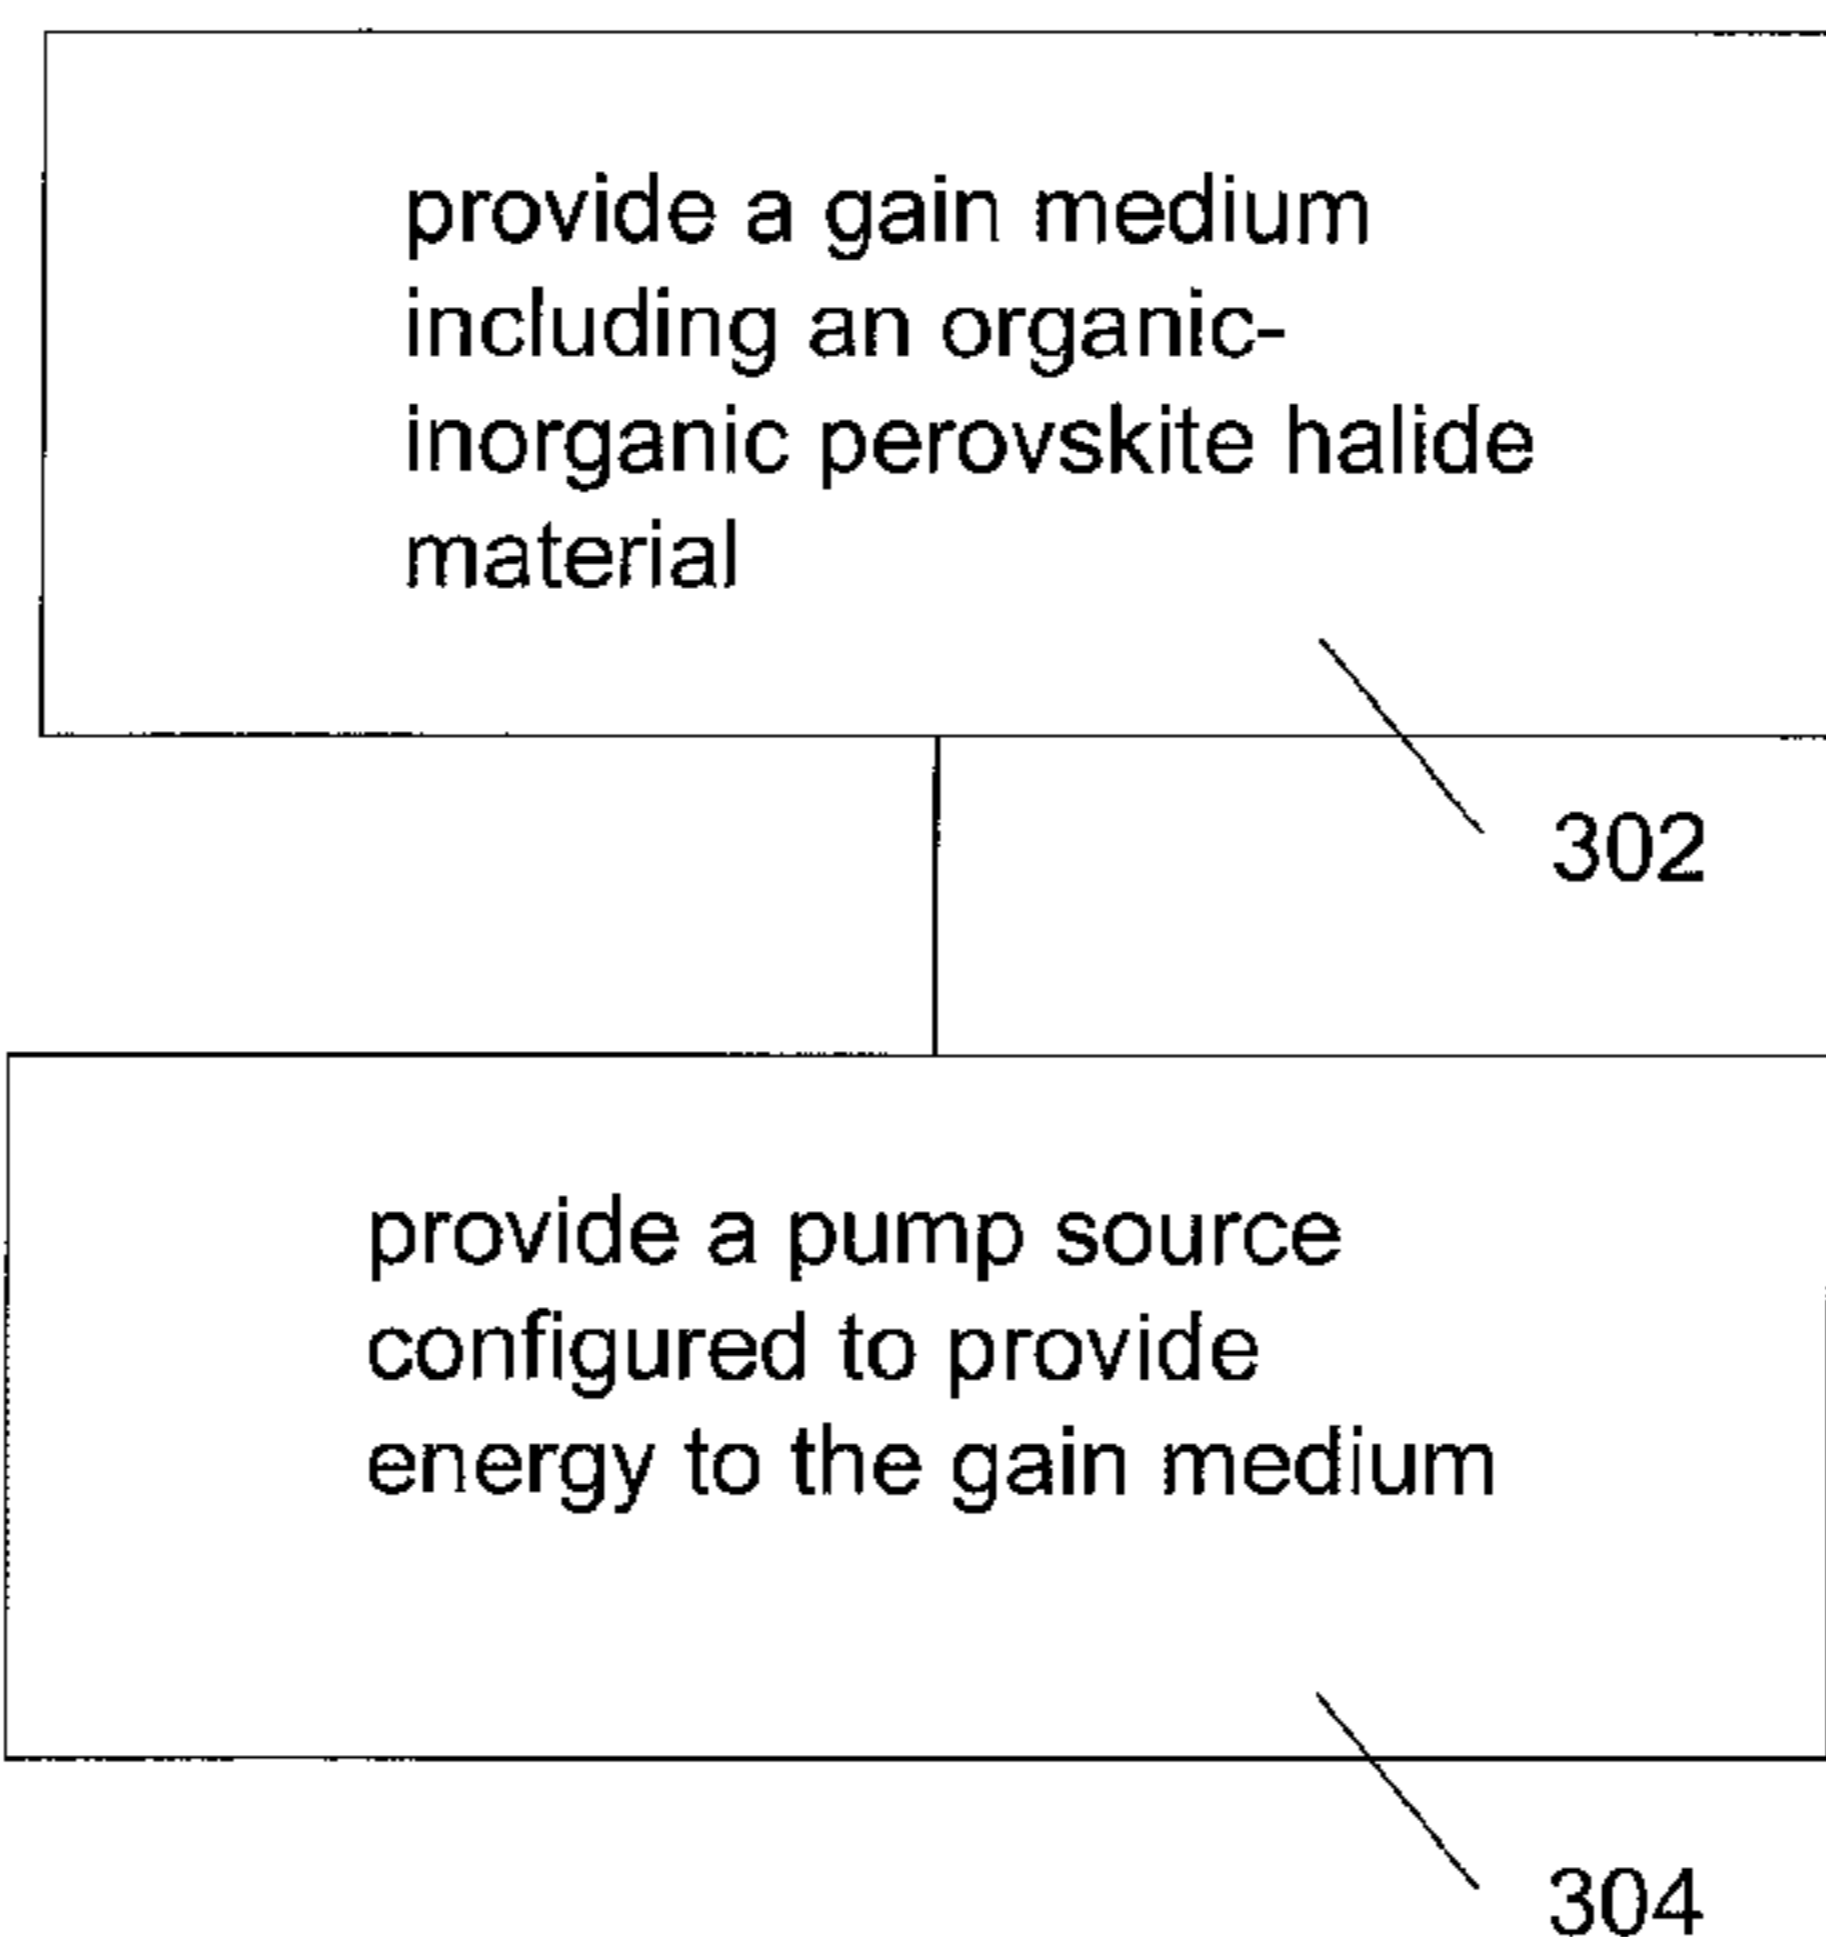 provide a gain medium
including an organic-
inorganic perovskite halide
material
302
provide a pump source
configured to provide
energy to the gain medium
304